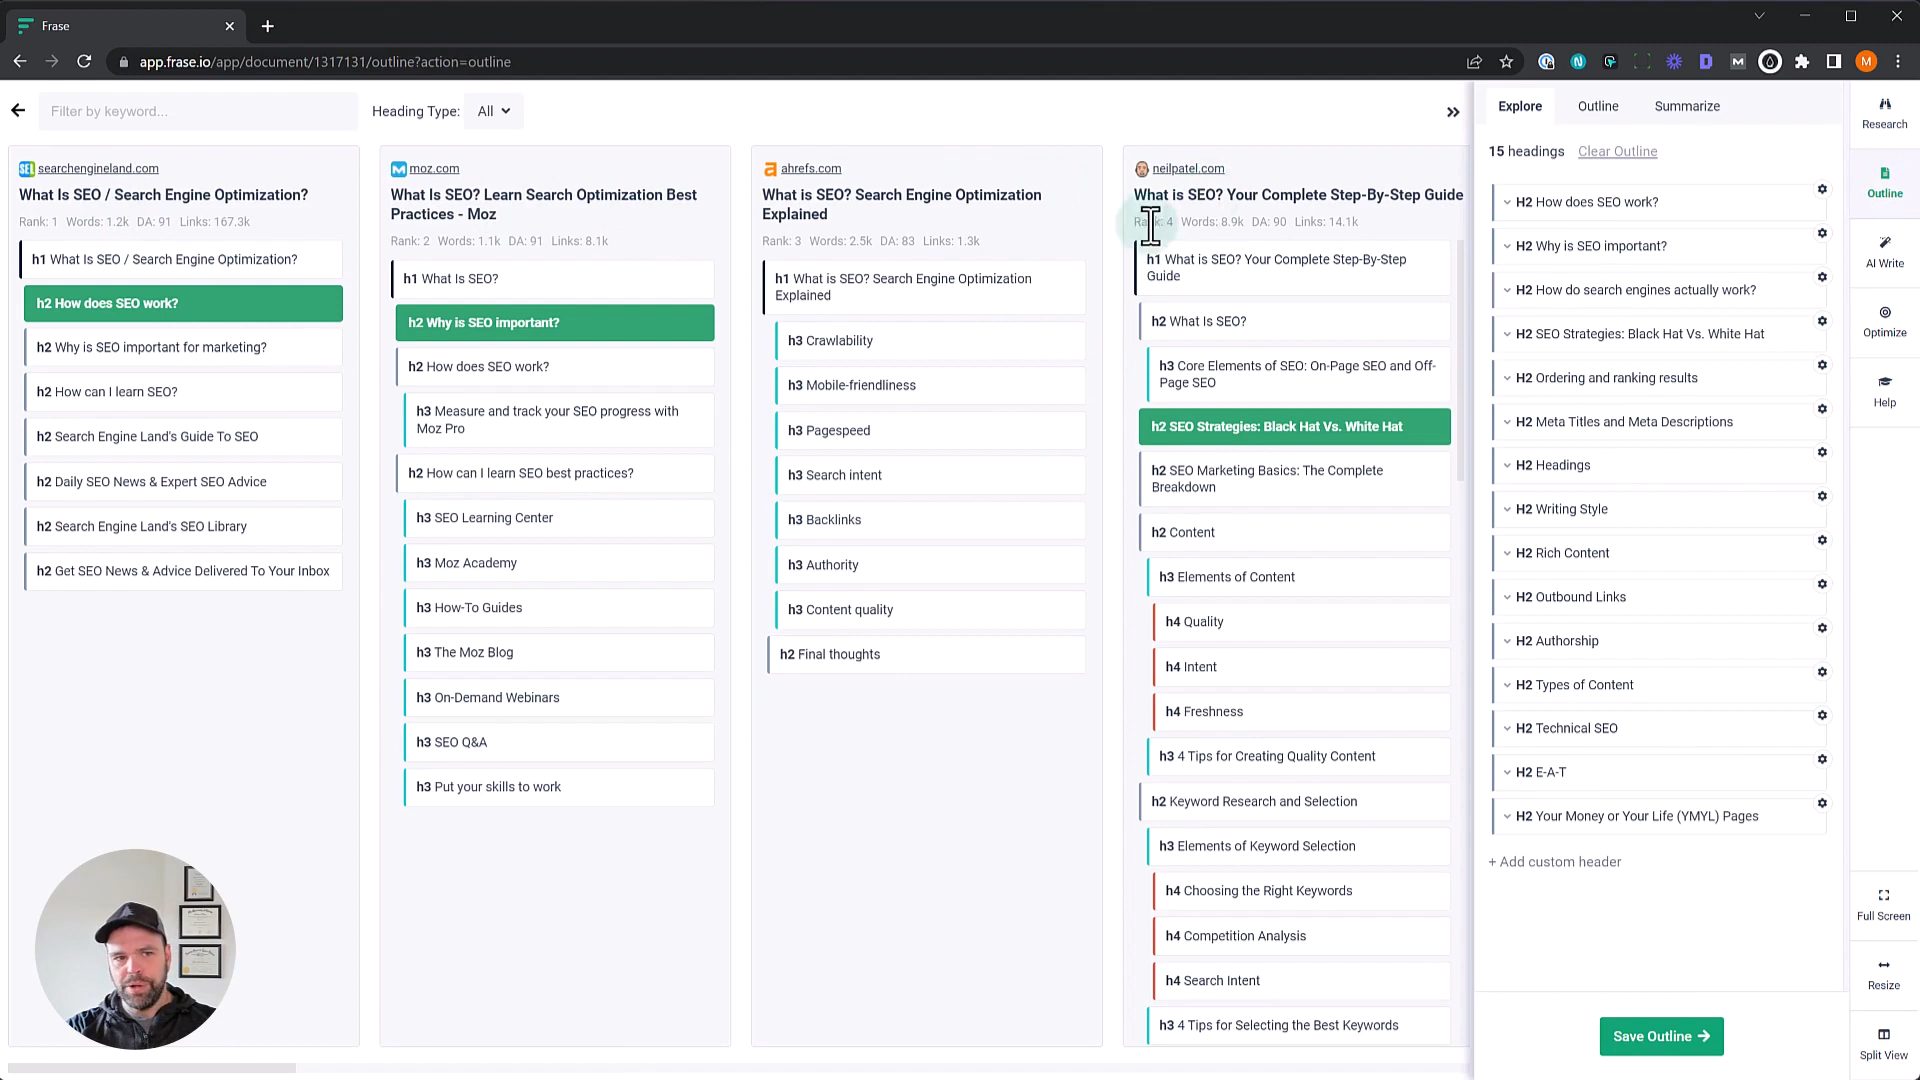 Frase
app.frase.io/app/document/1317131/outline?action=outline
M
Filter by keyword...
Heading Type: All
searchengineland.com
What Is SEO / Search Engine Optimization?
Rank: 1 Words: 1.2k DA: 91 Links: 167.3k
h1 What Is SEO / Search Engine Optimization?
h2 How does SEO work?
h2 Why is SEO important for marketing?
h2 How can I learn SEO?
h2 Search Engine Land's Guide To SEO
h2 Daily SEO News & Expert SEO Advice
h2 Search Engine Land's SEO Library
h2 Get SEO News & Advice Delivered To Your Inbox
moz.com
What Is SEO? Learn Search Optimization Best
Practices - Moz
Rank: 2 Words: 1.1k DA: 91 Links: 8.1k
h1 What Is SEO?
h2 Why is SEO important?
h2 How does SEO work?
h3 Measure and track your SEO progress with
Moz Pro
h2 How can I learn SEO best practices?
h3 SEO Learning Center
h3 Moz Academy
h3 How-To Guides
h3 The Moz Blog
h3 On-Demand Webinars
h3 SEO Q&A
h3 Put your skills to work
ahrefs.com
What is SEO? Search Engine Optimization
Explained
Rank: 3 Words: 2.5k DA: 83 Links: 1.3k
h1 What is SEO? Search Engine Optimization
Explained
h3 Crawlability
h3 Mobile-friendliness
h3 Pagespeed
h3 Search intent
h3 Backlinks
h3 Authority
h3 Content quality
h2 Final thoughts
neilpatel.com
What is SEO? Your Complete Step-By-Step Guide
Rank: 4 Words: 8.9k DA: 90 Links: 14.1k
h1 What is SEO? Your Complete Step-By-Step
Guide
h2 What Is SEO?
h3 Core Elements of SEO: On-Page SEO and Off-
Page SEO
h2 SEO Strategies: Black Hat Vs. White Hat
h2 SEO Marketing Basics: The Complete
Breakdown
h2 Content
h3 Elements of Content
h4 Quality
h4 Intent
h4 Freshness
h3 4 Tips for Creating Quality Content
h2 Keyword Research and Selection
h3 Elements of Keyword Selection
h4 Choosing the Right Keywords
h4 Competition Analysis
h4 Search Intent
h3 4 Tips for Selecting the Best Keywords
Explore Outline Summarize
15 headings Clear Outline
H2 How does SEO work?
H2 Why is SEO important?
H2 How do search engines actually work?
H2 SEO Strategies: Black Hat Vs. White Hat
H2 Ordering and ranking results
H2 Meta Titles and Meta Descriptions
H2 Headings
H2 Writing Style
H2 Rich Content
H2 Outbound Links
H2 Authorship
H2 Types of Content
H2 Technical SEO
H2 E-A-T
H2 Your Money or Your Life (YMYL) Pages
+ Add custom header
Save Outline
Research
Outline
AI Write
Optimize
Help
Full Screen
Resize
Split View